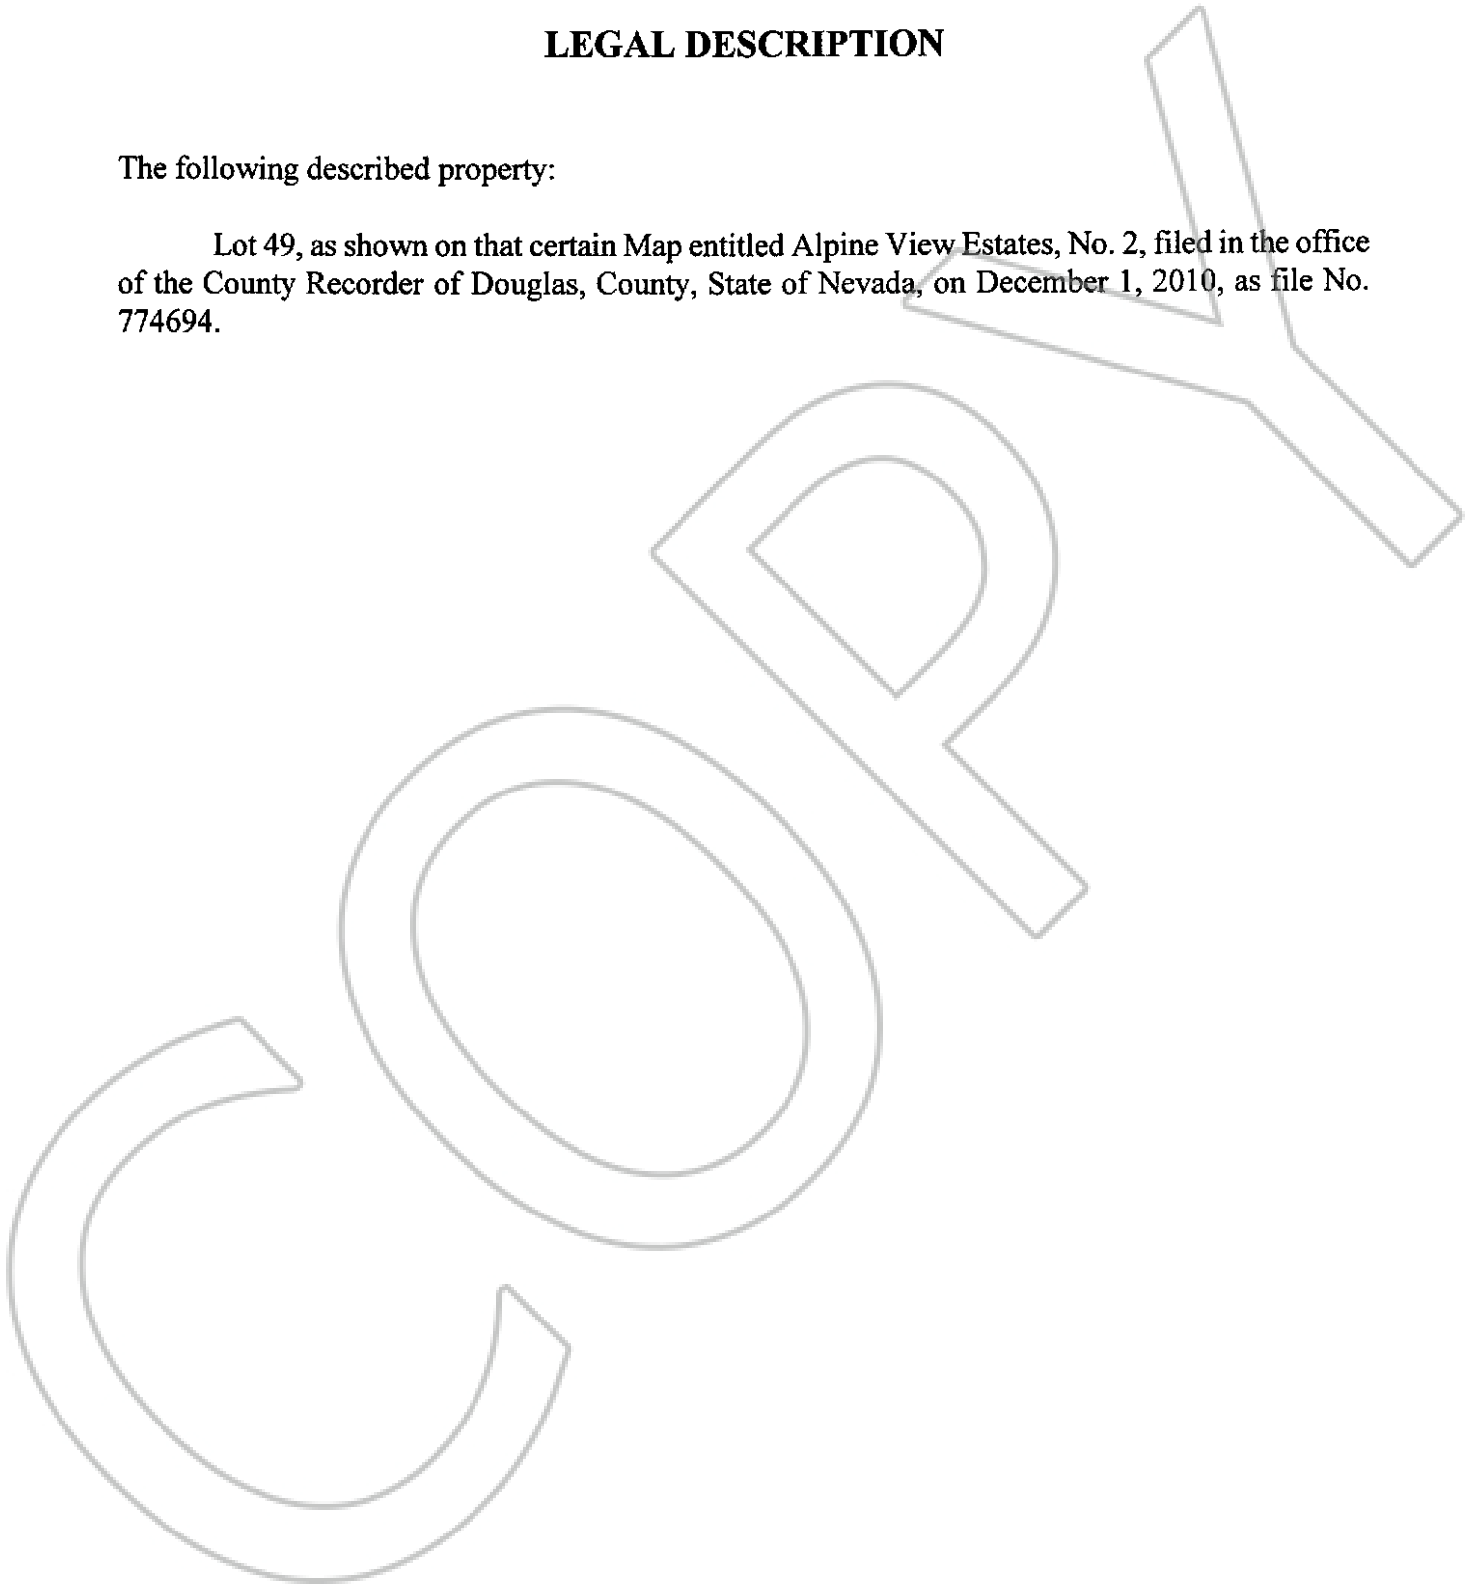 LEGAL DESCRIPTION
The following described property:
Lot 49, as shown on that certain Map entitled Alpine View Estates, No. 2, filed in the office
of the County Recorder of Douglas, County, State of Nevada, on December 1, 2010, as file No.
774694.
COPY